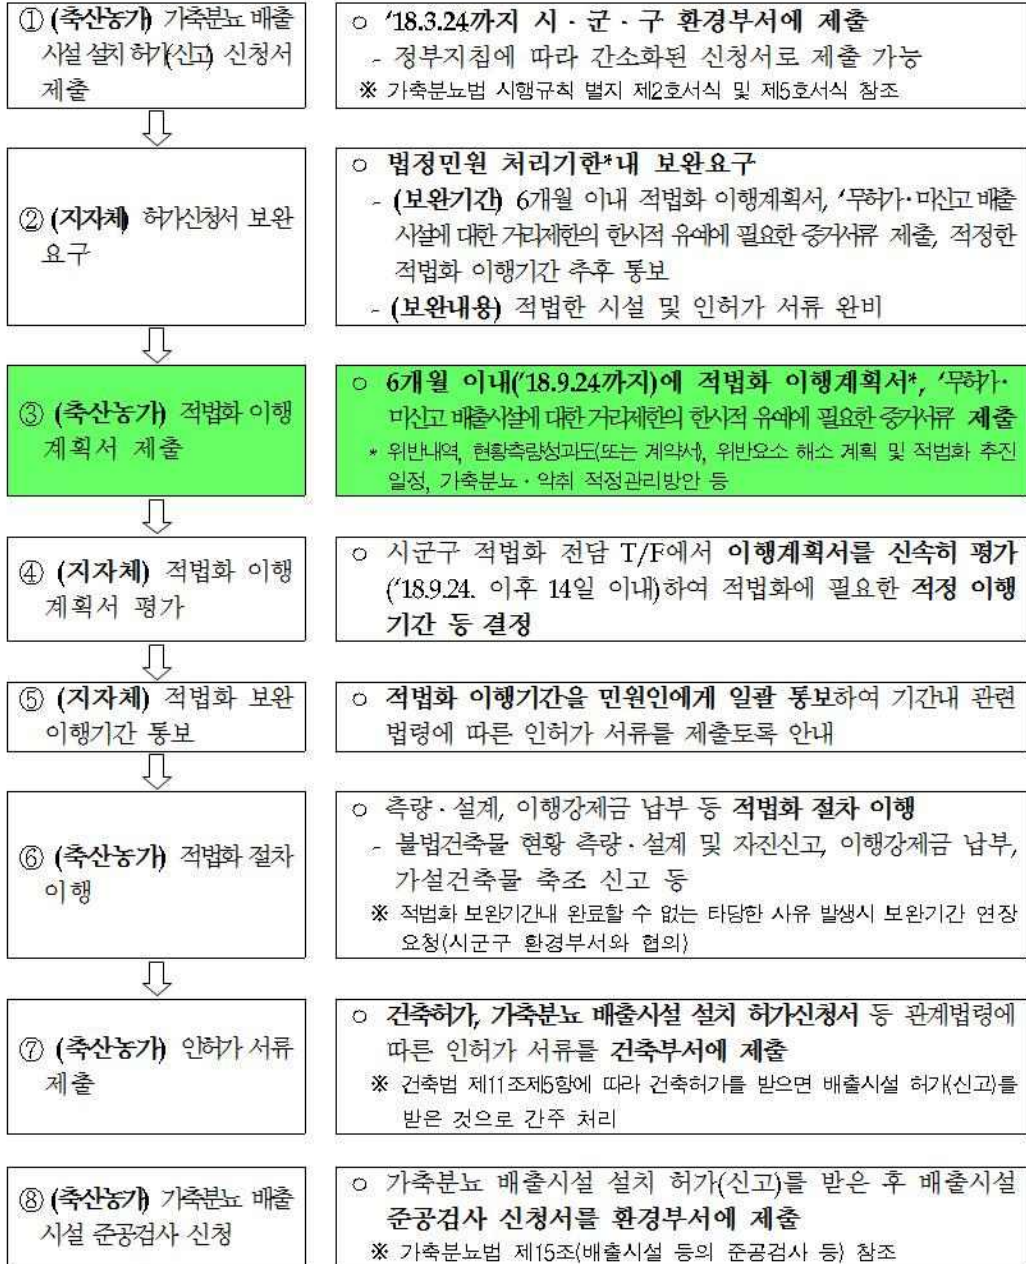 ① (축산농가) 가축분뇨 배출
시설 설치 허가(신고) 신청서
제출
○ ‘18.3.24까지 시·군·구 환경부서에 제출
- 정부지침에 따라 간소화된 신청서로 제출 가능
※ 가축분뇨법 시행규칙 별지 제2호서식 및 제5호서식 참조
② (지자체) 허가신청서 보완
요구
○ 법정민원 처리기한*내 보완요구
- (보완기간) 6개월 이내 적법화 이행계획서, ‘무허가·미신고 배출
시설에 대한 거리제한의 한시적 유예에 필요한 증거서류’ 제출, 적정한
적법화 이행기간 추후 통보
- (보완내용) 적법한 시설 및 인허가 서류 완비
③ (축산농가) 적법화 이행
계획서 제출
○ 6개월 이내(‘18.9.24까지)에 적법화 이행계획서*, ‘무허가·
미신고 배출시설에 대한 거리제한의 한시적 유예에 필요한 증거서류’ 제출
* 위반내역, 현황측량성과도(또는 계약서), 위반요소 해소 계획 및 적법화 추진
일정, 가축분뇨·악취 적정관리방안 등
④ (지자체) 적법화 이행
계획서 평가
○ 시군구 적법화 전담 T/F에서 이행계획서를 신속히 평가
(‘18.9.24. 이후 14일 이내)하여 적법화에 필요한 적정 이행
기간 등 결정
⑤ (지자체) 적법화 보완
이행기간 통보
○ 적법화 이행기간을 민원인에게 일괄 통보하여 기간내 관련
법령에 따른 인허가 서류를 제출토록 안내
⑥ (축산농가) 적법화 절차
이행
○ 측량·설계, 이행강제금 납부 등 적법화 절차 이행
- 불법건축물 현황 측량·설계 및 자진신고, 이행강제금 납부,
가설건축물 축조 신고 등
※ 적법화 보완기간내 완료할 수 없는 타당한 사유 발생시 보완기간 연장
요청(시군구 환경부서와 협의)
⑦ (축산농가) 인허가 서류
제출
○ 건축허가, 가축분뇨 배출시설 설치 허가신청서 등 관계법령에
따른 인허가 서류를 건축부서에 제출
※ 건축법 제11조제5항에 따라 건축허가를 받으면 배출시설 허가(신고)를
받은 것으로 간주 처리
⑧ (축산농가) 가축분뇨 배출
시설 준공검사 신청
○ 가축분뇨 배출시설 설치 허가(신고)를 받은 후 배출시설
준공검사 신청서를 환경부서에 제출
※ 가축분뇨법 제15조(배출시설 등의 준공검사 등) 참조